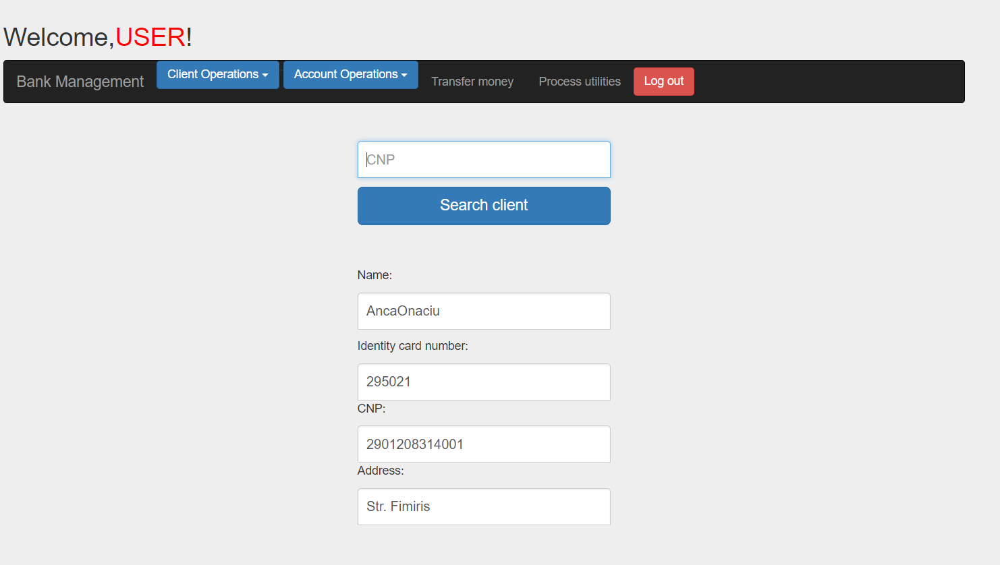 Welcome,USER!
Bank Management Client Operations Account Operations Transfer money Process utilities Log out
CNP
Search client
Name:
AncaOnaciu
Identity card number:
295021
CNP:
2901208314001
Address:
Str. Fimiris